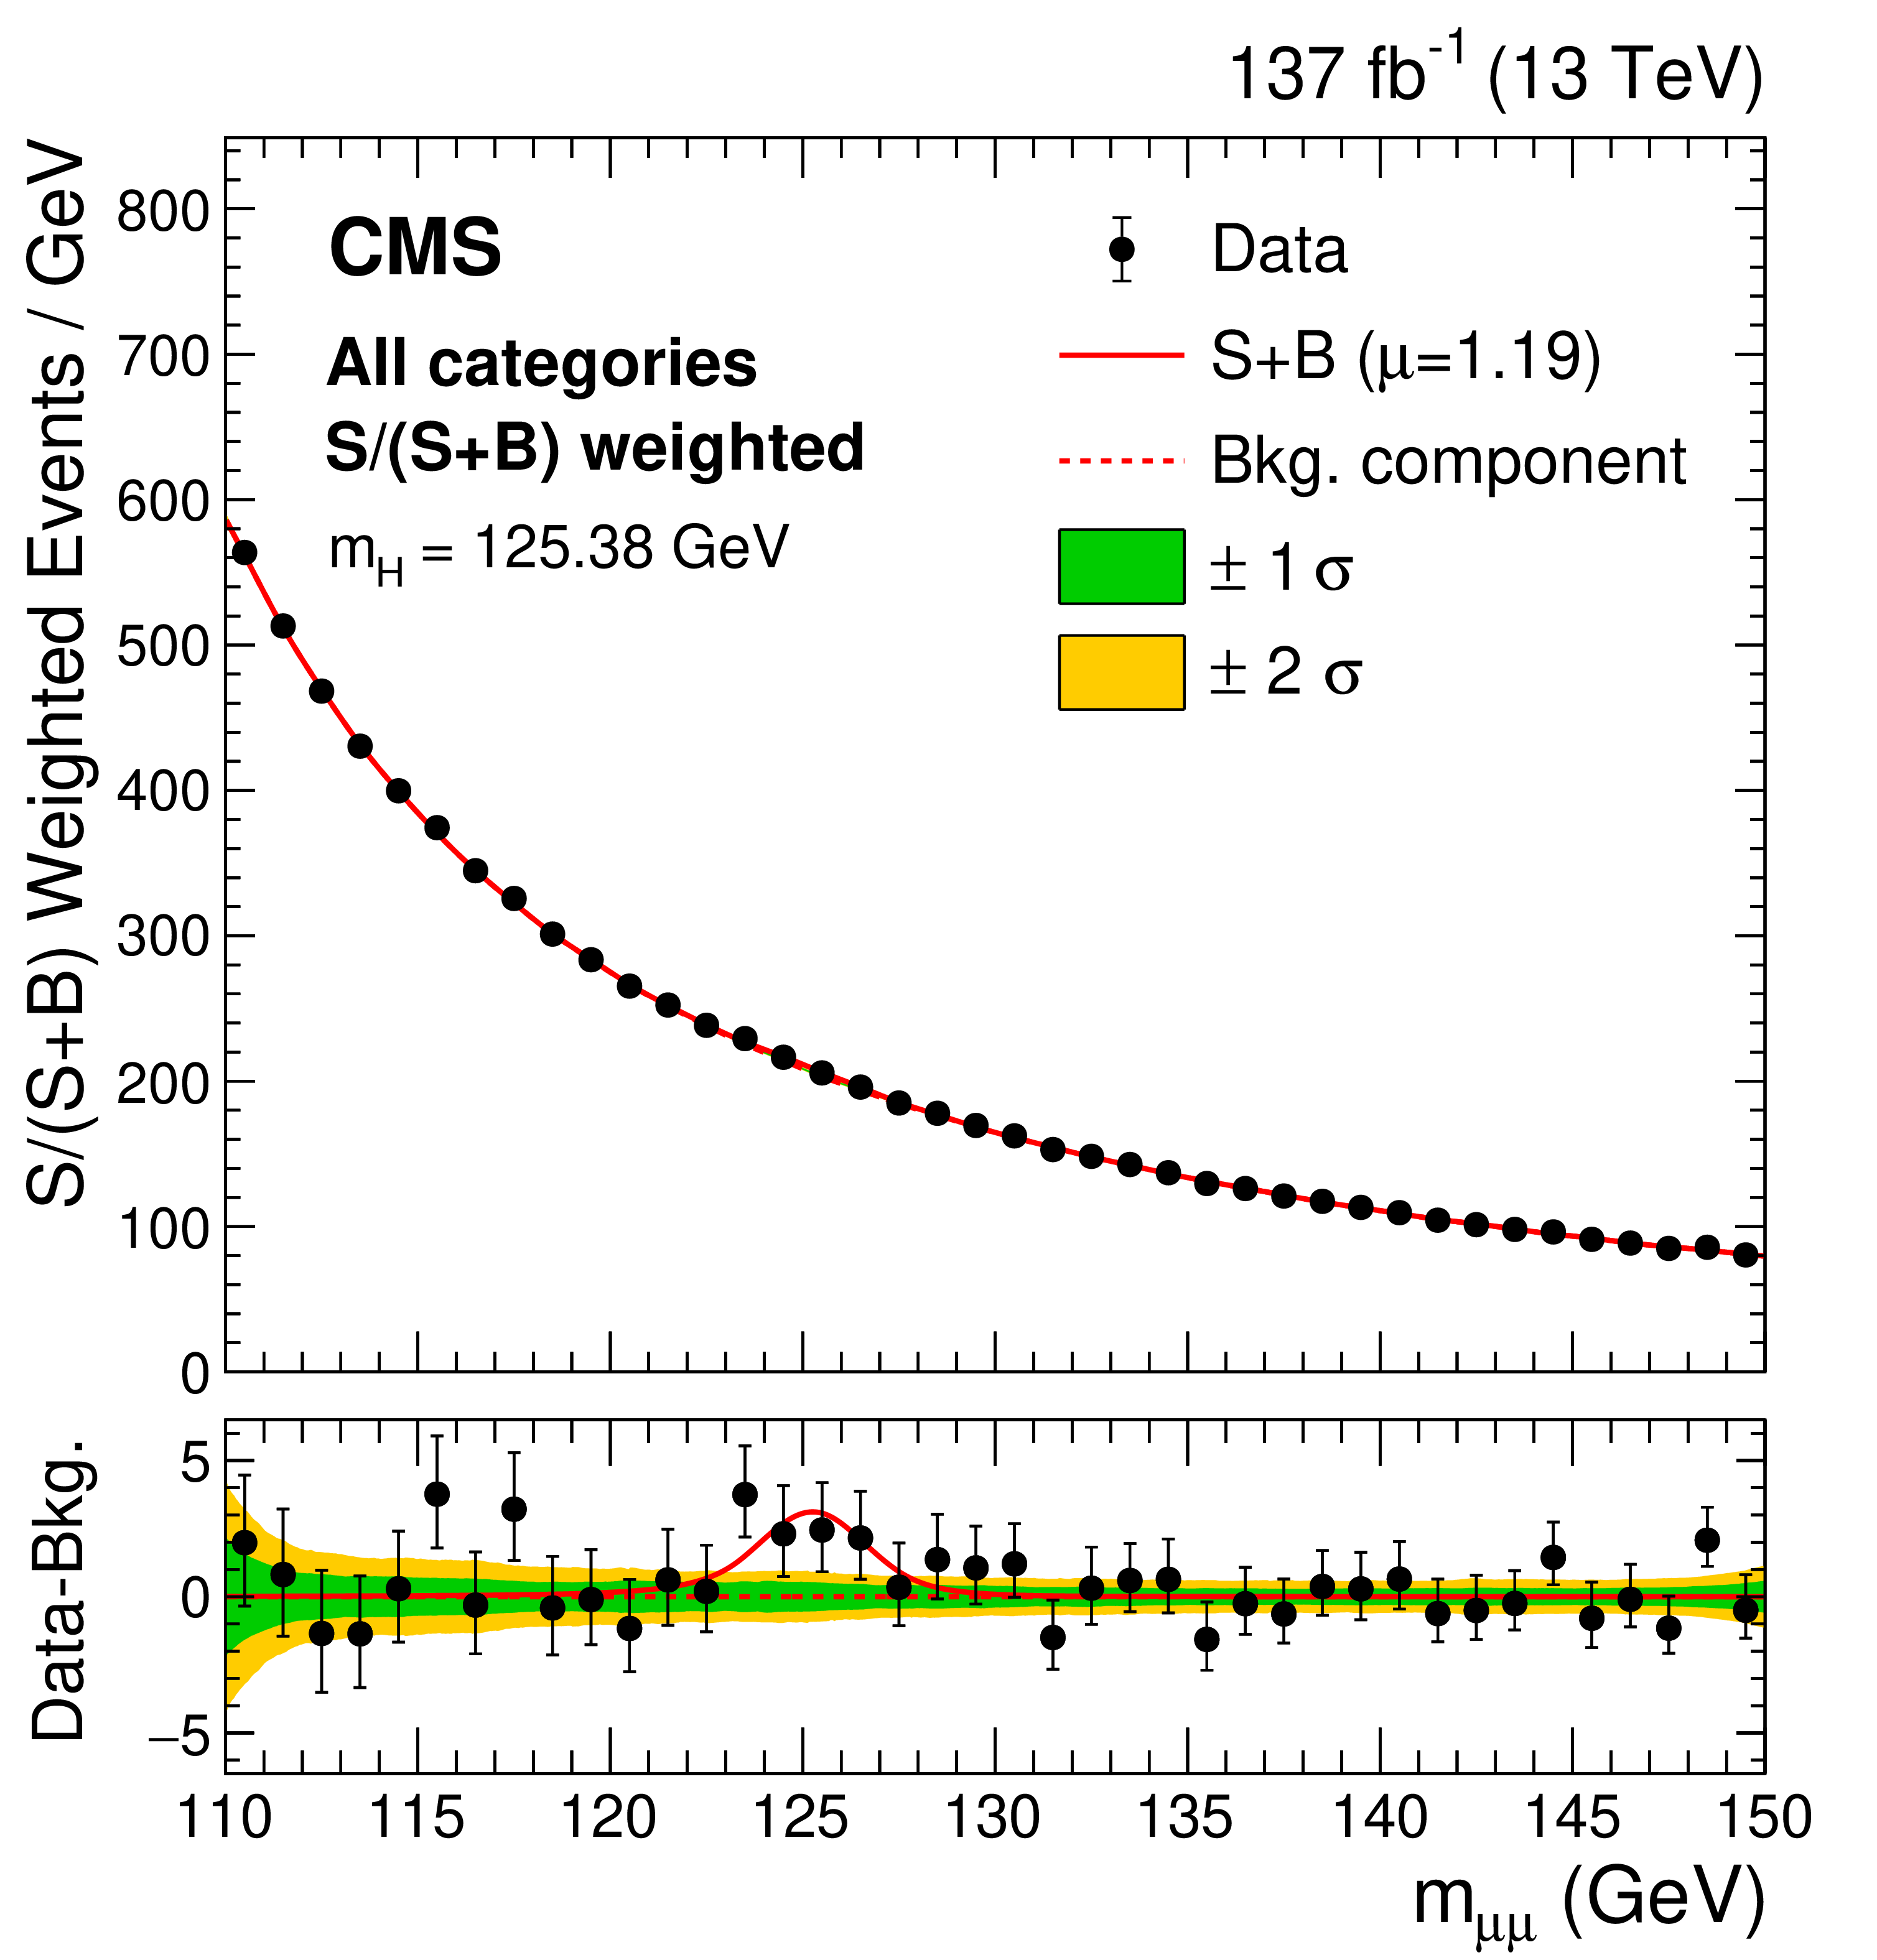 137 fb⁻¹ (13 TeV)
S/(S+B) Weighted Events / GeV
800
700
600
500
400
300
200
100
0
CMS
All categories
S/(S+B) weighted
m_H = 125.38 GeV
Data
S+B (μ=1.19)
Bkg. component
± 1 σ
± 2 σ
Data-Bkg.
5
0
−5
110 115 120 125 130 135 140 145 150
m_μμ (GeV)